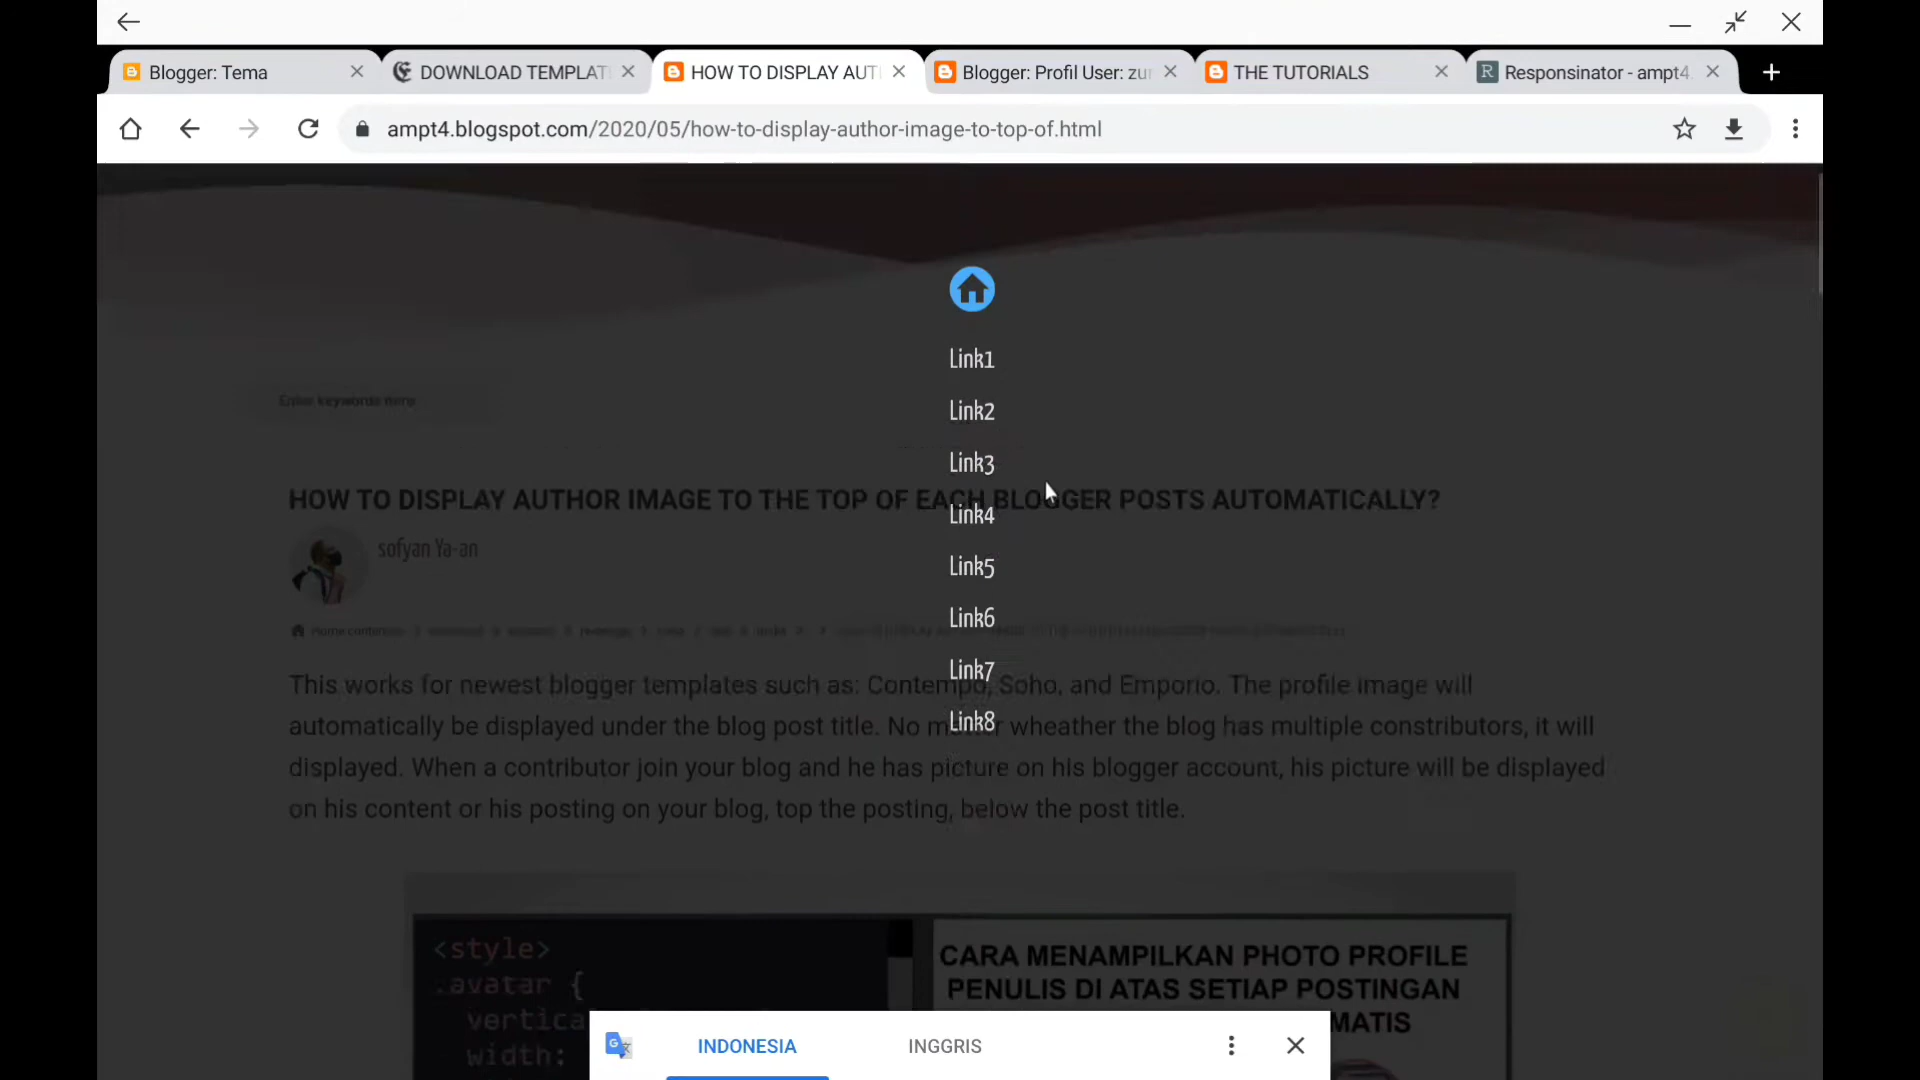 Blogger: Tema
DOWNLOAD TEMPLAT
HOW TO DISPLAY AUT
Blogger: Profil User: zu
THE TUTORIALS
Responsinator - ampt4
ampt4.blogspot.com/2020/05/how-to-display-author-image-to-top-of.html
Link1
Link2
Link3
Link4
Link5
Link6
Link7
Link8
Enter keywords here
HOW TO DISPLAY AUTHOR IMAGE TO THE TOP OF EACH BLOGGER POSTS AUTOMATICALLY?
sofyan Ya-an
This works for newest blogger templates such as: Contempo, Soho, and Emporio. The profile image will
automatically be displayed under the blog post title. No matter wheather the blog has multiple constributors, it will
displayed. When a contributor join your blog and he has picture on his blogger account, his picture will be displayed
on his content or his posting on your blog, top the posting, below the post title.
<style>
.avatar {
vertica
width:
CARA MENAMPILKAN PHOTO PROFILE
PENULIS DI ATAS SETIAP POSTINGAN
MATIS
INDONESIA
INGGRIS